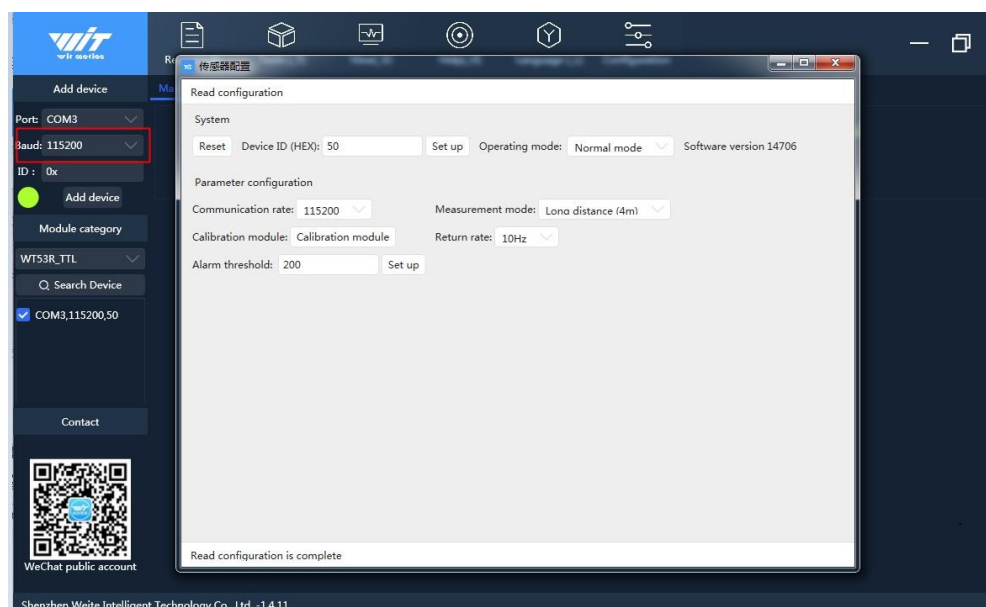 WIT
wit motion
Re
传感器配置
Add device
Ma
Read configuration
Port: COM3
System
Baud: 115200
Reset Device ID (HEX): 50 Set up Operating mode: Normal mode Software version 14706
ID : 0x
Add device
Parameter configuration
Communication rate: 115200 Measurement mode: Long distance (4m)
Module category
Calibration module: Calibration module Return rate: 10Hz
WT53R_TTL
Alarm threshold: 200 Set up
Search Device
COM3,115200,50
Contact
WeChat public account
Read configuration is complete
Shenzhen Weite Intelligent Technology Co., Ltd. -1.4.11